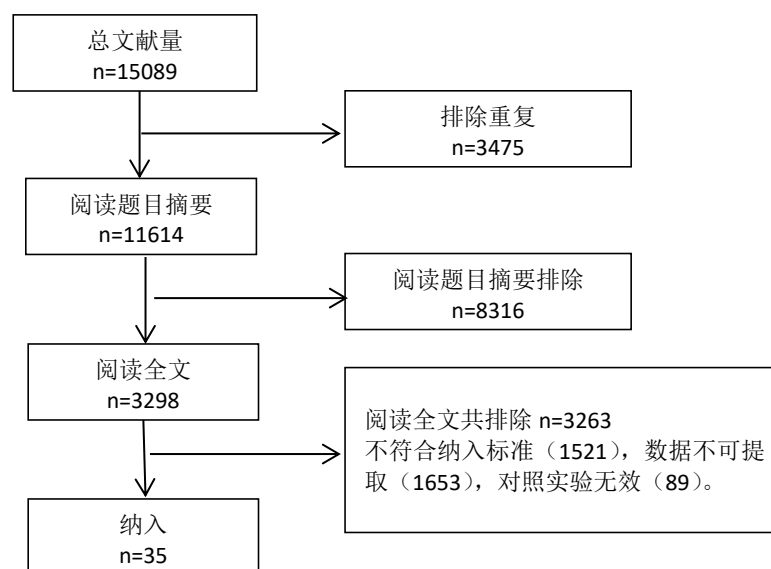 总文献量
n=15089
排除重复
n=3475
阅读题目摘要
n=11614
阅读题目摘要排除
n=8316
阅读全文
n=3298
阅读全文共排除 n=3263
不符合纳入标准（1521），数据不可提
取（1653），对照实验无效（89）。
纳入
n=35